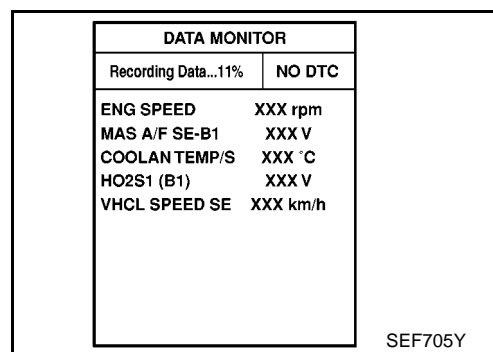 DATA MONITOR
Recording Data...11% NO DTC
ENG SPEED XXX rpm
MAS A/F SE-B1 XXX V
COOLAN TEMP/S XXX °C
HO2S1 (B1) XXX V
VHCL SPEED SE XXX km/h
SEF705Y